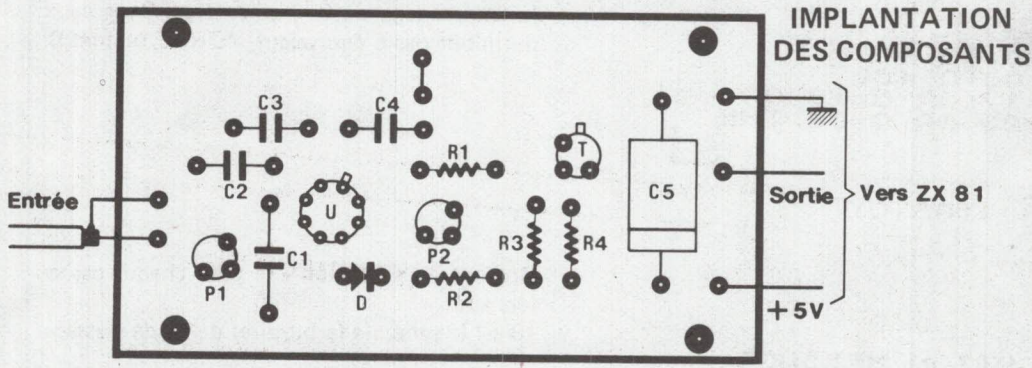 IMPLANTATION
DES COMPOSANTS
C3
C4
C2
R1
T
U
C5
Entrée
Sortie
Vers ZX 81
C1
P2
R3
R4
P1
D
R2
+5V